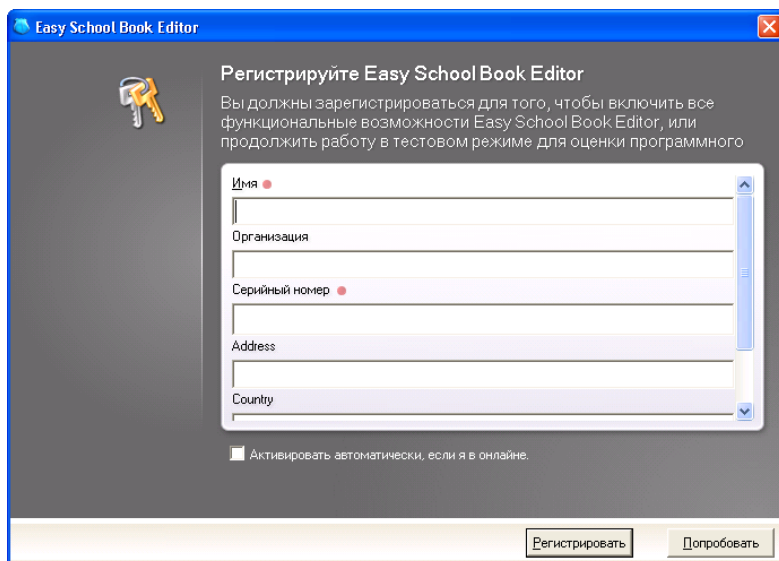 Easy School Book Editor
Регистрируйте Easy School Book Editor
Вы должны зарегистрироваться для того, чтобы включить все
функциональные возможности Easy School Book Editor, или
продолжить работу в тестовом режиме для оценки программного
Имя
Организация
Серийный номер
Address
Country
Активировать автоматически, если я в онлайне.
Регистрировать
Попробовать